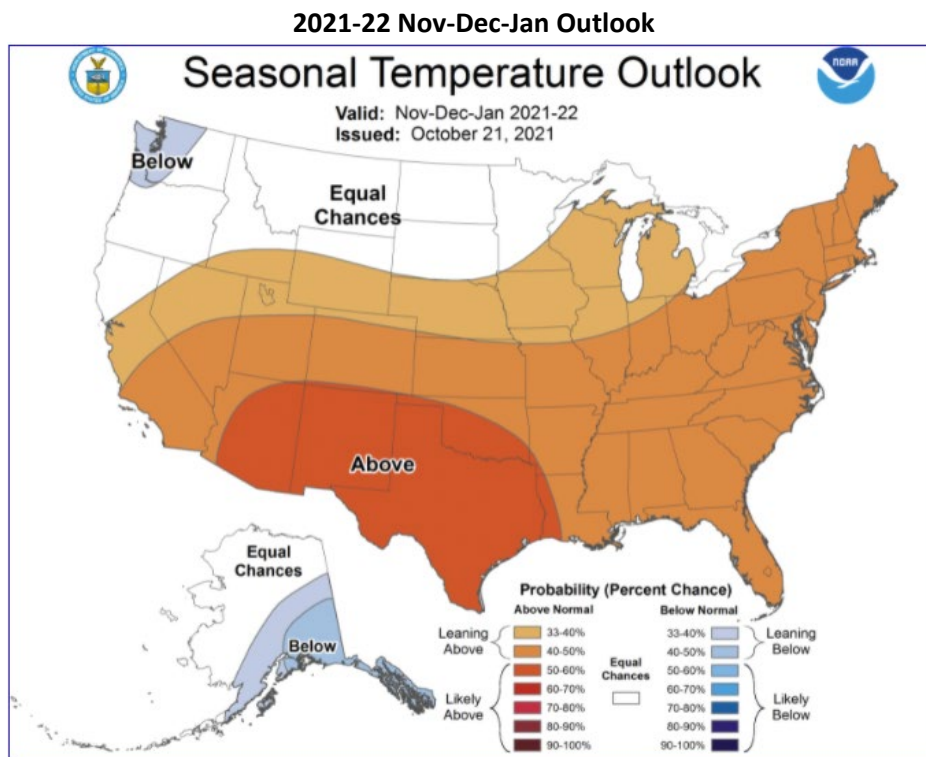 2021-22 Nov-Dec-Jan Outlook
Seasonal Temperature Outlook
NOAA
Valid: Nov-Dec-Jan 2021-22
Issued: October 21, 2021
Below
Equal
Chances
Above
Equal
Chances
Below
Probability (Percent Chance)
Above Normal
Below Normal
Leaning
Above
33-40%
40-50%
Likely
Above
50-60%
60-70%
70-80%
80-90%
90-100%
Equal
Chances
33-40%
40-50%
Leaning
Below
50-60%
60-70%
70-80%
80-90%
90-100%
Likely
Below